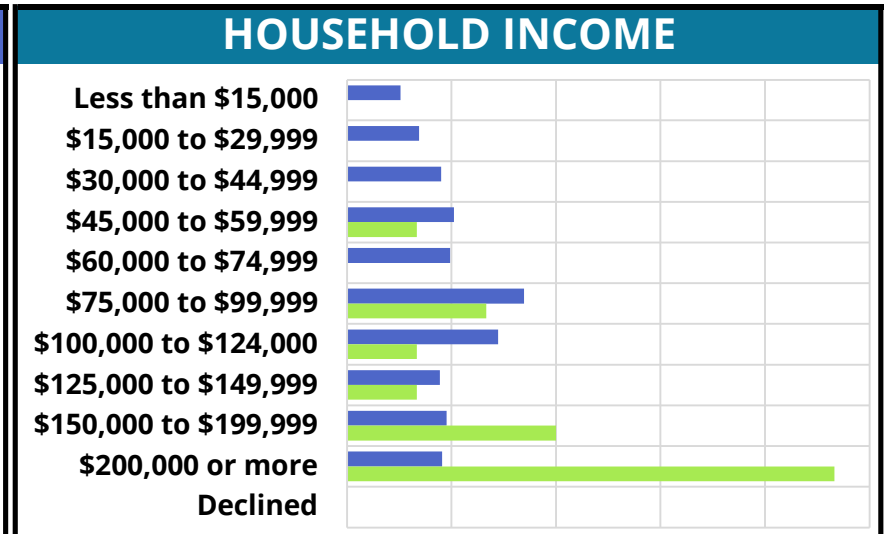 HOUSEHOLD INCOME
Less than $15,000
$15,000 to $29,999
$30,000 to $44,999
$45,000 to $59,999
$60,000 to $74,999
$75,000 to $99,999
$100,000 to $124,000
$125,000 to $149,999
$150,000 to $199,999
$200,000 or more
Declined